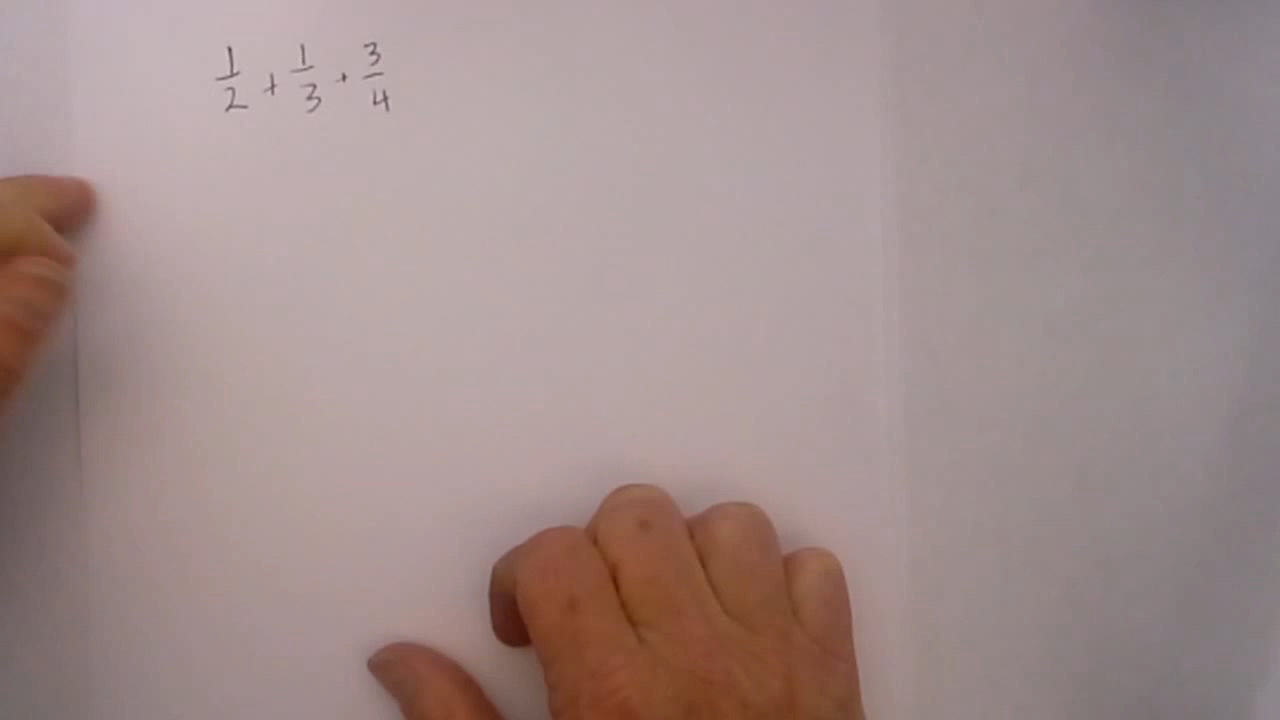 1/2 + 1/3 + 3/4